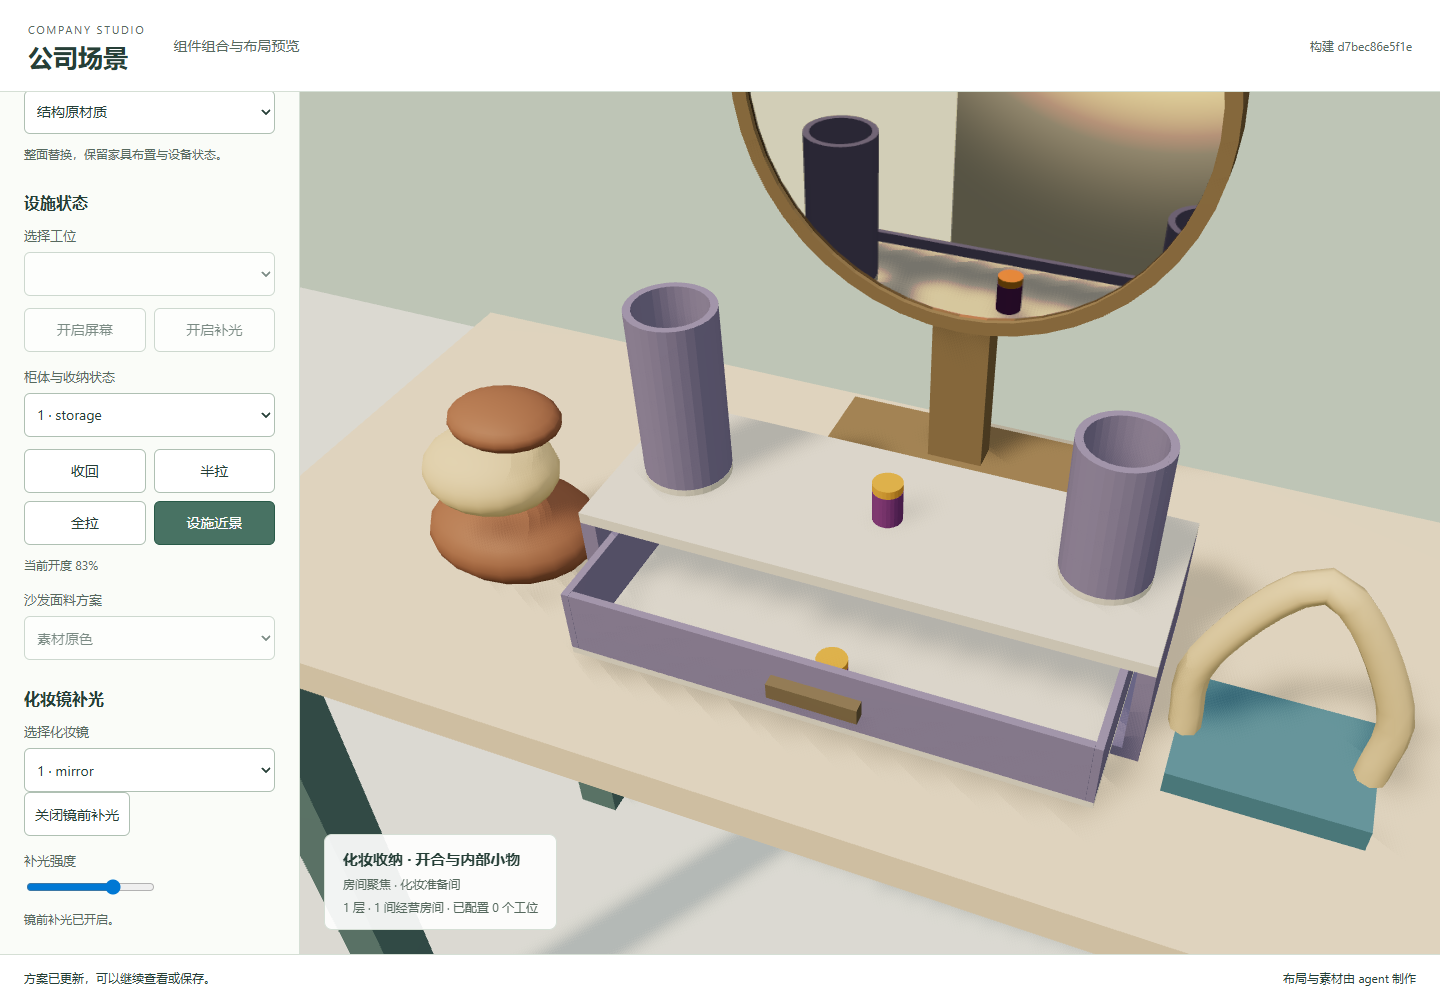 COMPANY STUDIO
公司场景
组件组合与布局预览
构建 d7bec86e5f1e
结构原材质
整面替换，保留家具布置与设备状态。
设施状态
选择工位
开启屏幕
开启补光
柜体与收纳状态
1 · storage
收回
半拉
全拉
设施近景
当前开度 83%
沙发面料方案
素材原色
化妆镜补光
选择化妆镜
1 · mirror
关闭镜前补光
补光强度
镜前补光已开启。
化妆收纳 · 开合与内部小物
房间聚焦 · 化妆准备间
1 层 · 1 间经营房间 · 已配置 0 个工位
方案已更新，可以继续查看或保存。
布局与素材由 agent 制作